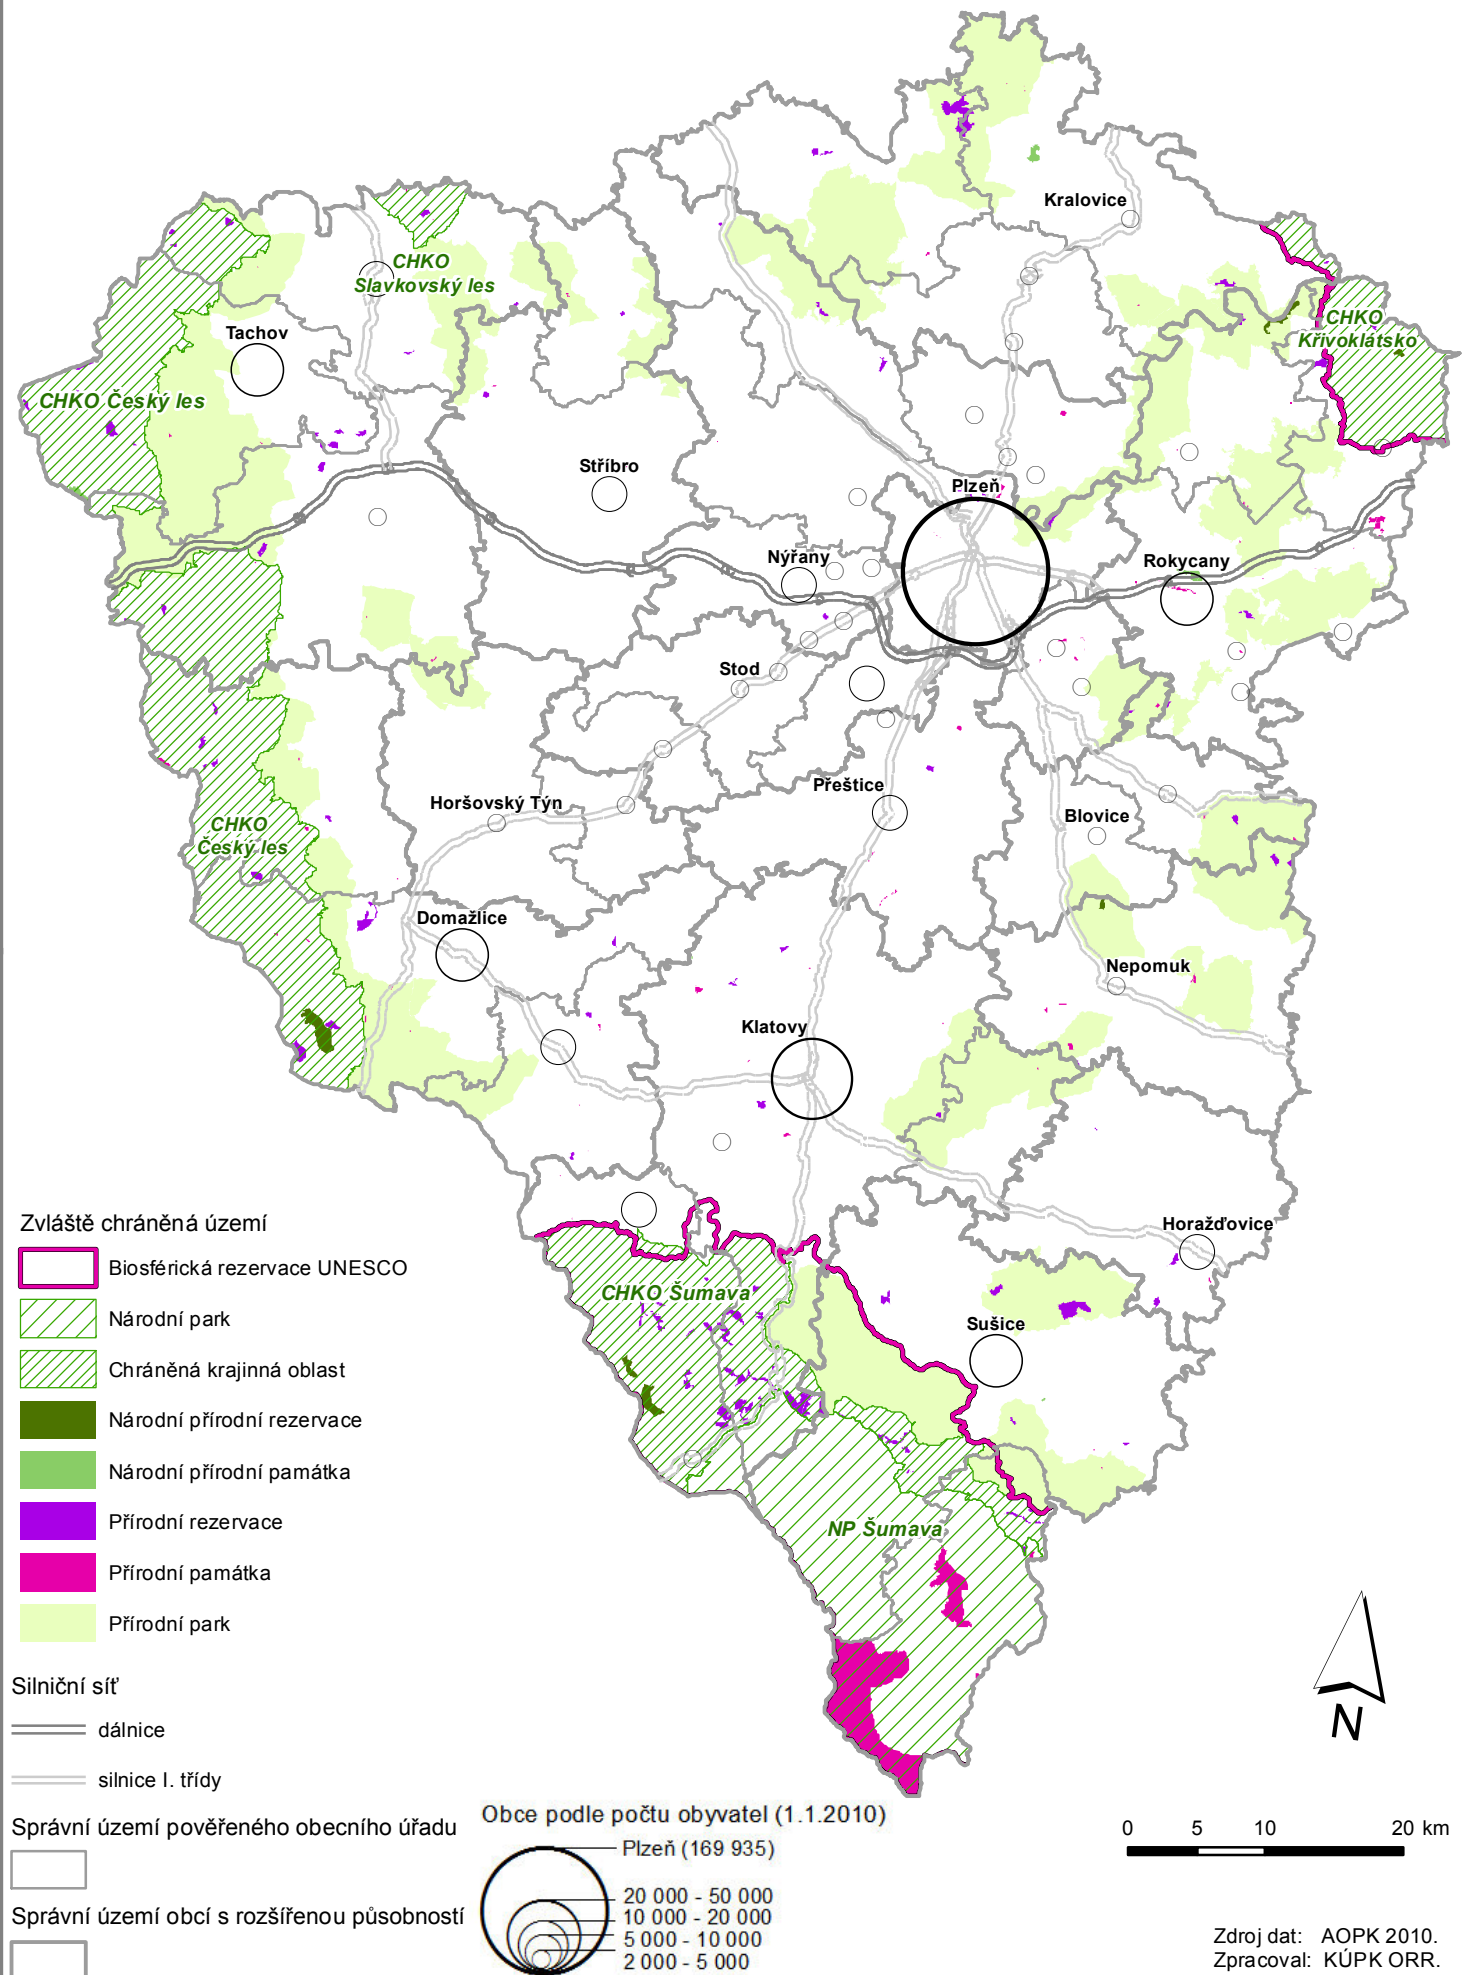 Kralovice
CHKO
Slavkovský les
Tachov
CHKO
Křivoklátsko
CHKO Český les
Stříbro
Plzeň
Nýřany
Rokycany
Stod
Přeštice
Horšovský Týn
Blovice
CHKO
Český les
Domažlice
Nepomuk
Klatovy
Horažďovice
CHKO Šumava
Sušice
NP Šumava
Zvláště chráněná území
Biosférická rezervace UNESCO
Národní park
Chráněná krajinná oblast
Národní přírodní rezervace
Národní přírodní památka
Přírodní rezervace
Přírodní památka
Přírodní park
Silniční síť
dálnice
silnice I. třídy
Správní území pověřeného obecního úřadu
Správní území obcí s rozšířenou působností
Obce podle počtu obyvatel (1.1.2010)
Plzeň (169 935)
20 000 - 50 000
10 000 - 20 000
5 000 - 10 000
2 000 - 5 000
N
0 5 10 20 km
Zdroj dat: AOPK 2010.
Zpracoval: KÚPK ORR.